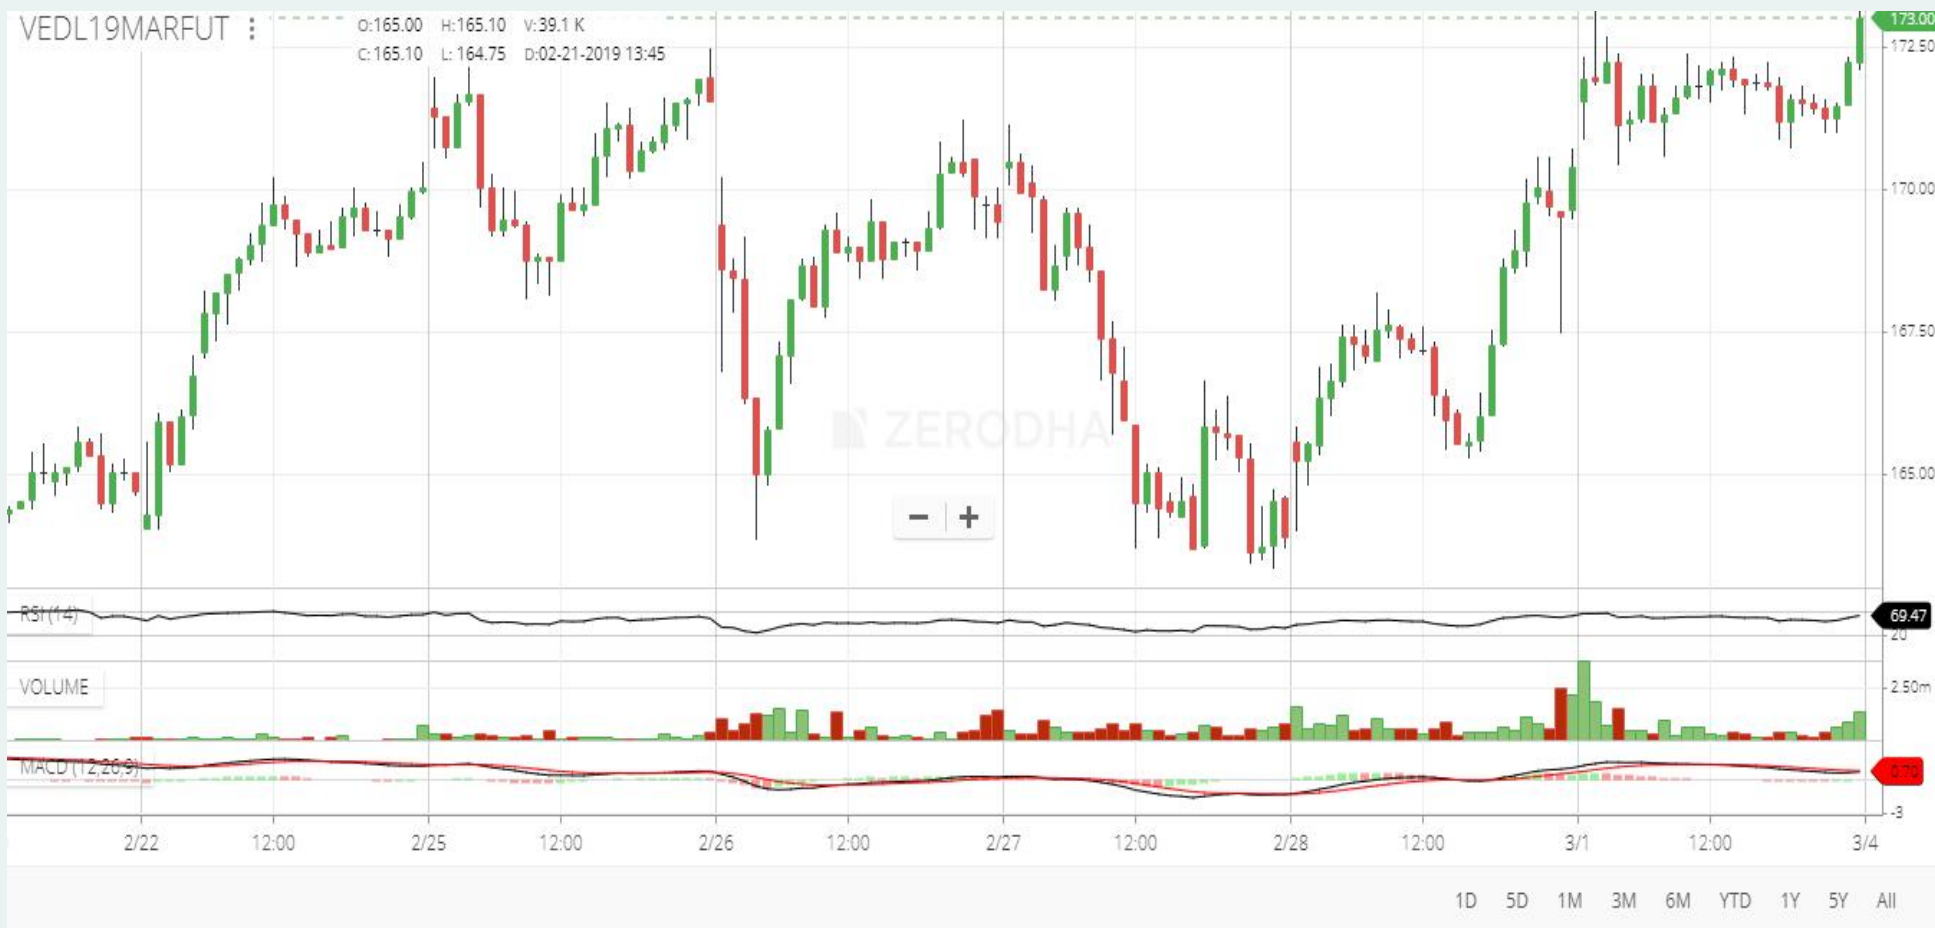 VEDL19MARFUT
O:165.00 H:165.10 V:39.1 K
C:165.10 L: 164.75 D:02-21-2019 13:45
173.00
172.50
170.00
167.50
165.00
ZERODHA
− +
RSI (14)
69.47
20
VOLUME
2.50m
MACD (12,26,9)
0.70
-3
2/22 12:00 2/25 12:00 2/26 12:00 2/27 12:00 2/28 12:00 3/1 12:00 3/4
1D 5D 1M 3M 6M YTD 1Y 5Y All